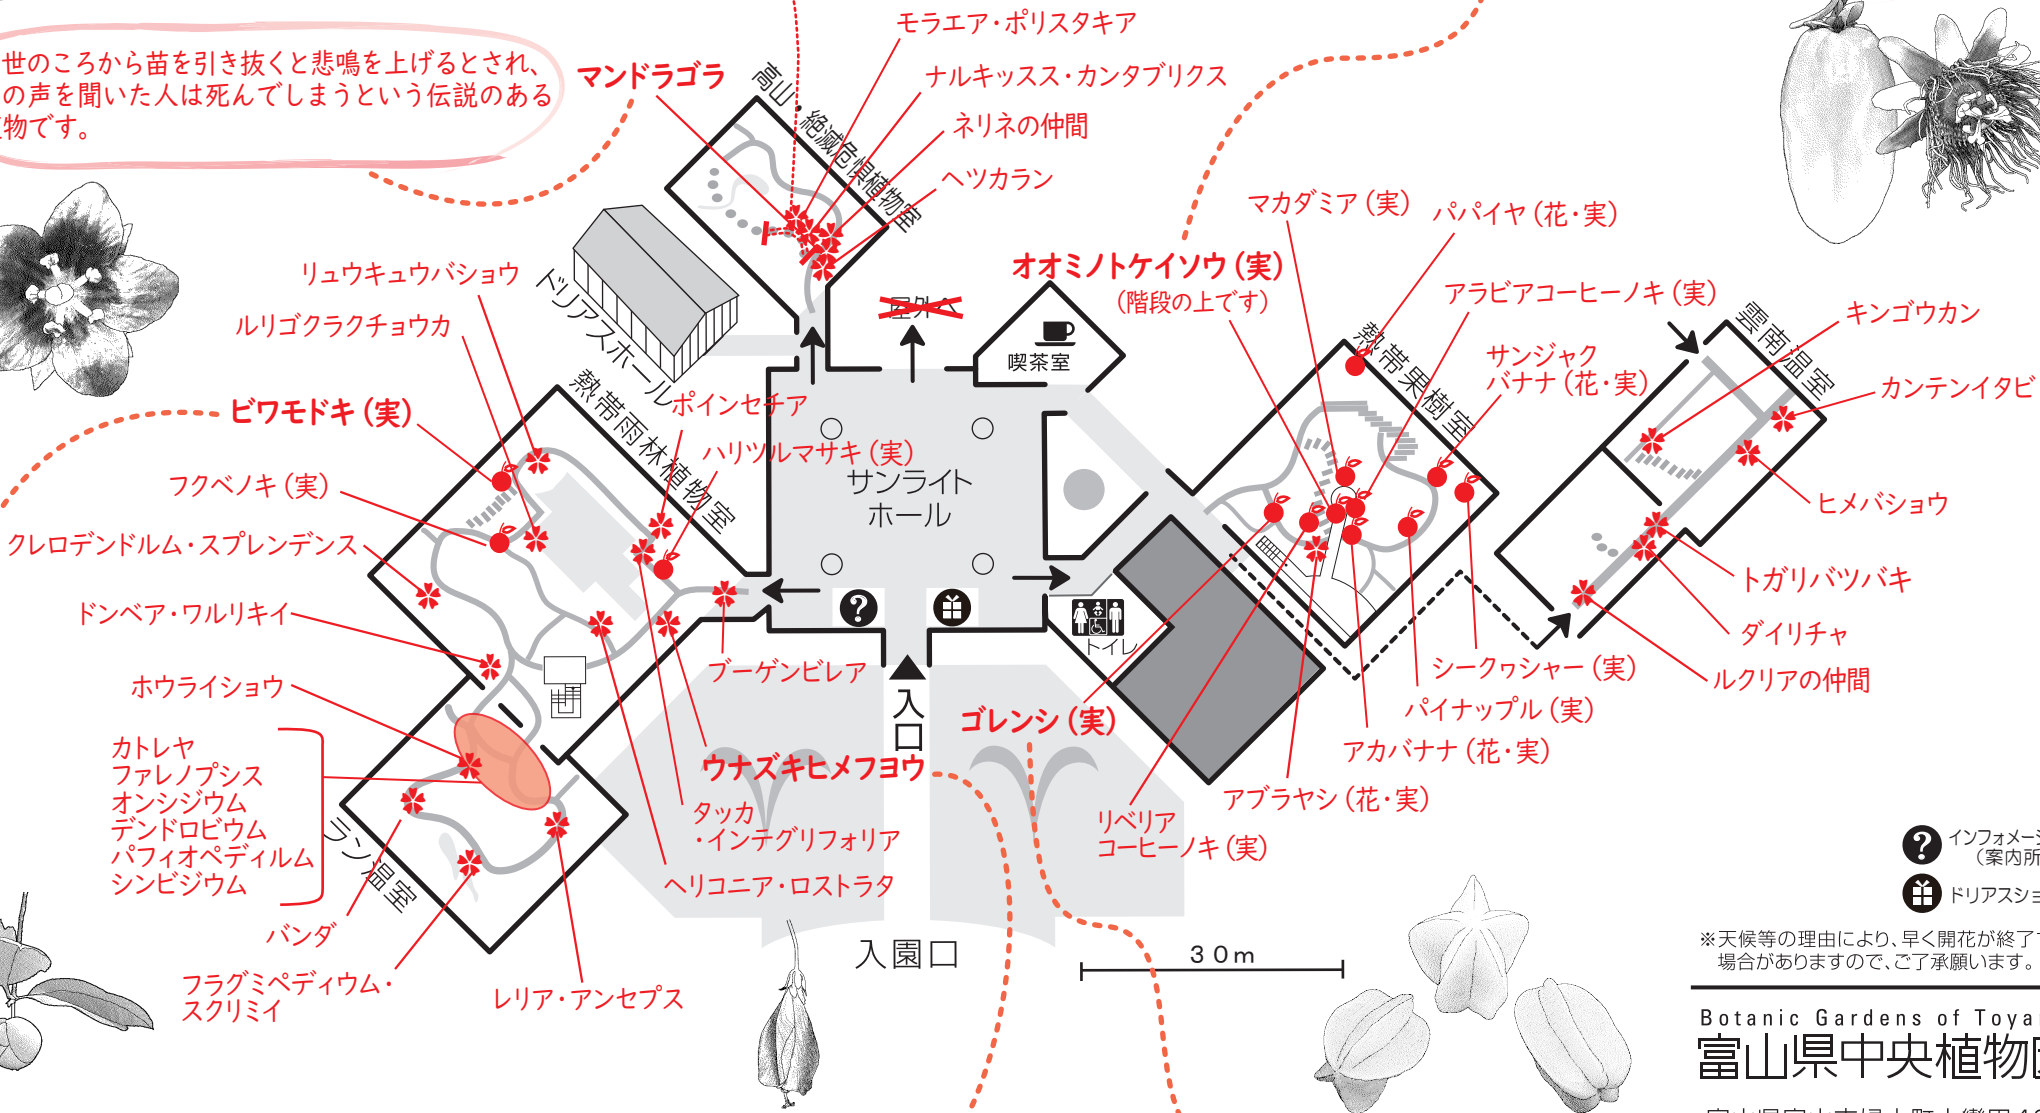 世のころから苗を引き抜くと悲鳴を上げるとされ、
の声を聞いた人は死んでしまうという伝説のある
物です。
マンドラゴラ
モラエア・ポリスタキア
ナルキッスス・カンタブリクス
ネリネの仲間
ヘツカラン
高山・絶滅危惧植物室
ドリアスホール
屋外へ
喫茶室
オオミノトケイソウ（実）
（階段の上です）
マカダミア（実）
パパイヤ（花・実）
アラビアコーヒーノキ（実）
サンジャク
バナナ（花・実）
熱帯果樹室
雲南温室
キンゴウカン
カンテンイタビ
ヒメバショウ
トガリバツバキ
ダイリチャ
ルクリアの仲間
リュウキュウバショウ
ルリゴクラクチョウカ
ビワモドキ（実）
フクベノキ（実）
クレロデンドルム・スプレンデンス
ドンベア・ワルリキイ
ホウライショウ
カトレヤ
ファレノプシス
オンシジウム
デンドロビウム
パフィオペディルム
シンビジウム
バンダ
フラグミペディウム・
スクリミイ
レリア・アンセプス
ラン温室
熱帯雨林植物室
ポインセチア
ハリツルマサキ（実）
サンライト
ホール
?
トイレ
ブーゲンビレア
入口
ウナズキヒメフヨウ
タッカ
・インテグリフォリア
ヘリコニア・ロストラタ
ゴレンシ（実）
リベリア
コーヒーノキ（実）
アブラヤシ（花・実）
アカバナナ（花・実）
パイナップル（実）
シークヮシャー（実）
入園口
30m
? インフォメー
（案内所
ドリアスショ
※天候等の理由により、早く開花が終了
場合がありますので、ご了承願います。
Botanic Gardens of Toya
富山県中央植物